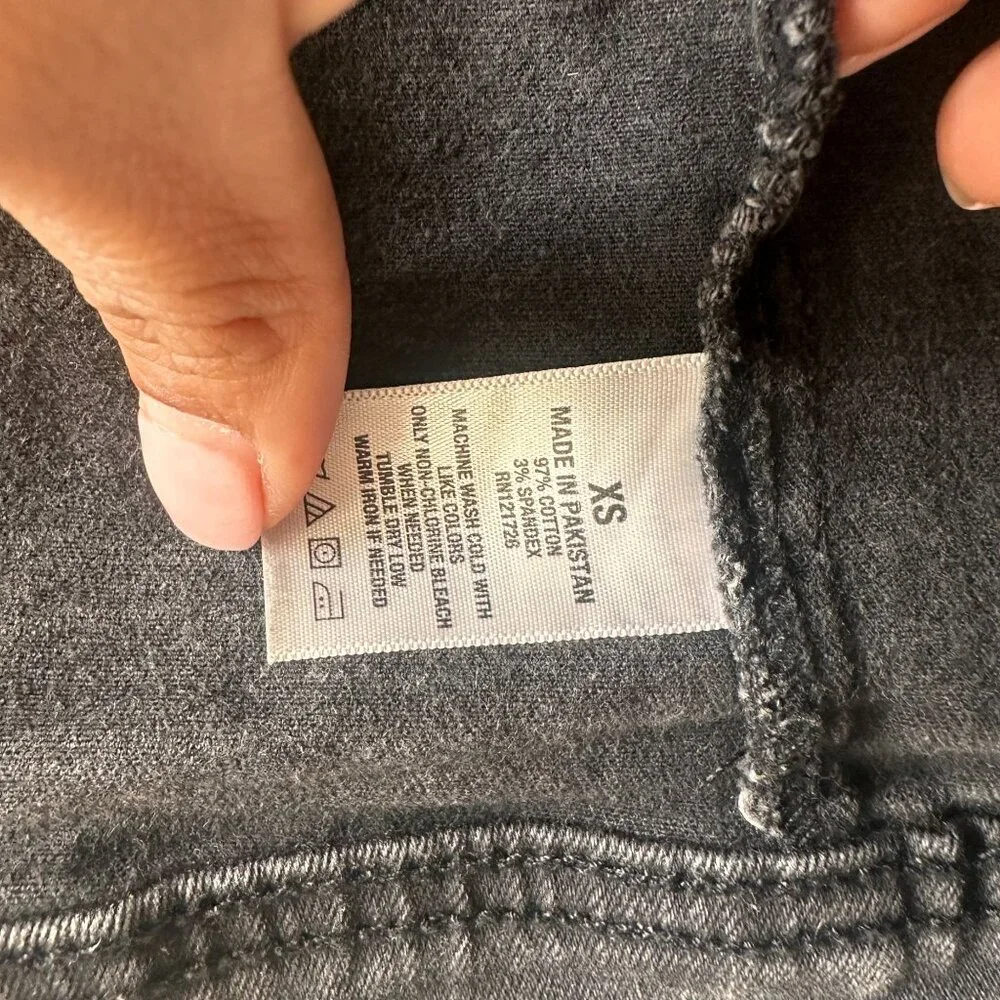 XS
MADE IN PAKISTAN
97% COTTON
3% SPANDEX
RN121726
MACHINE WASH COLD WITH
LIKE COLORS
ONLY NON-CHLORINE BLEACH
WHEN NEEDED
TUMBLE DRY LOW
WARM IRON IF NEEDED